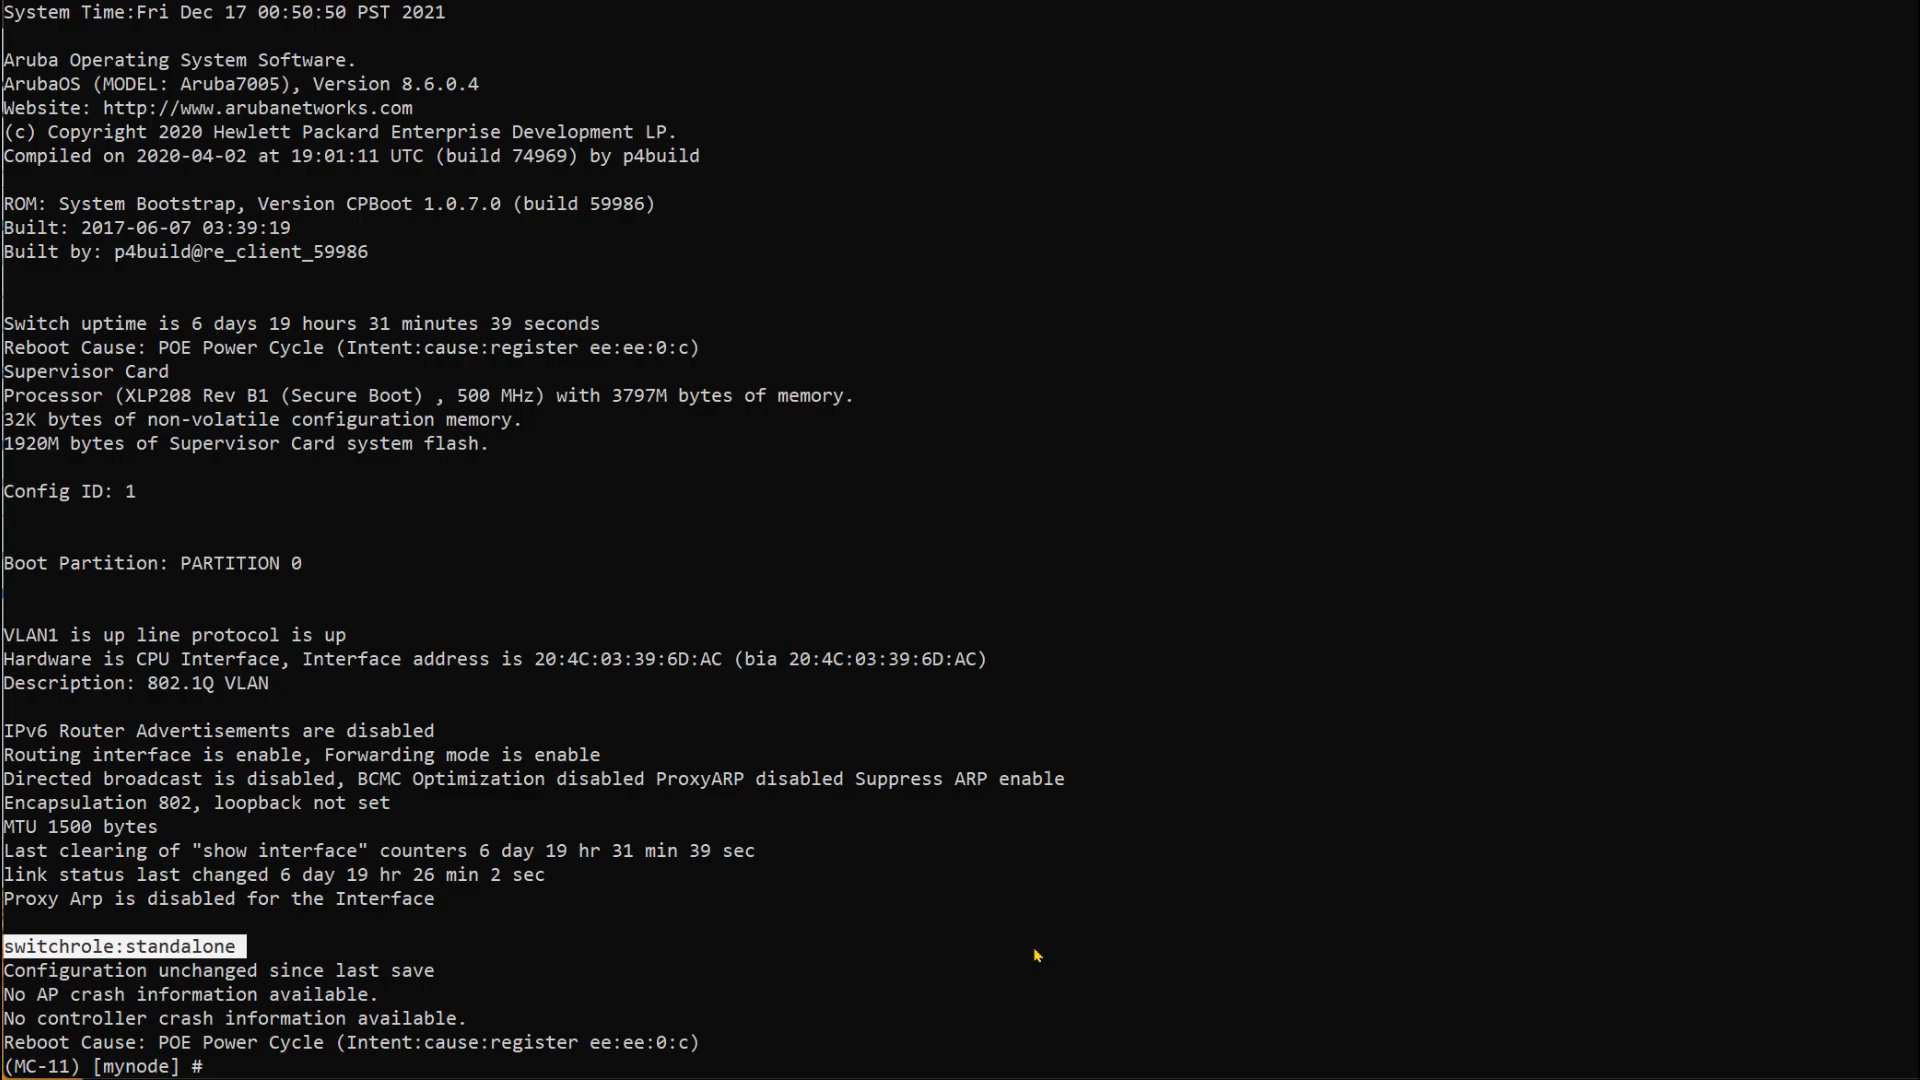 System Time:Fri Dec 17 00:50:50 PST 2021
Aruba Operating System Software.
ArubaOS (MODEL: Aruba7005), Version 8.6.0.4
Website: http://www.arubanetworks.com
(c) Copyright 2020 Hewlett Packard Enterprise Development LP.
Compiled on 2020-04-02 at 19:01:11 UTC (build 74969) by p4build
ROM: System Bootstrap, Version CPBoot 1.0.7.0 (build 59986)
Built: 2017-06-07 03:39:19
Built by: p4build@re_client_59986
Switch uptime is 6 days 19 hours 31 minutes 39 seconds
Reboot Cause: POE Power Cycle (Intent:cause:register ee:ee:0:c)
Supervisor Card
Processor (XLP208 Rev B1 (Secure Boot) , 500 MHz) with 3797M bytes of memory.
32K bytes of non-volatile configuration memory.
1920M bytes of Supervisor Card system flash.
Config ID: 1
Boot Partition: PARTITION 0
VLAN1 is up line protocol is up
Hardware is CPU Interface, Interface address is 20:4C:03:39:6D:AC (bia 20:4C:03:39:6D:AC)
Description: 802.1Q VLAN
IPv6 Router Advertisements are disabled
Routing interface is enable, Forwarding mode is enable
Directed broadcast is disabled, BCMC Optimization disabled ProxyARP disabled Suppress ARP enable
Encapsulation 802, loopback not set
MTU 1500 bytes
Last clearing of "show interface" counters 6 day 19 hr 31 min 39 sec
link status last changed 6 day 19 hr 26 min 2 sec
Proxy Arp is disabled for the Interface
switchrole:standalone
Configuration unchanged since last save
No AP crash information available.
No controller crash information available.
Reboot Cause: POE Power Cycle (Intent:cause:register ee:ee:0:c)
(MC-11) [mynode] #